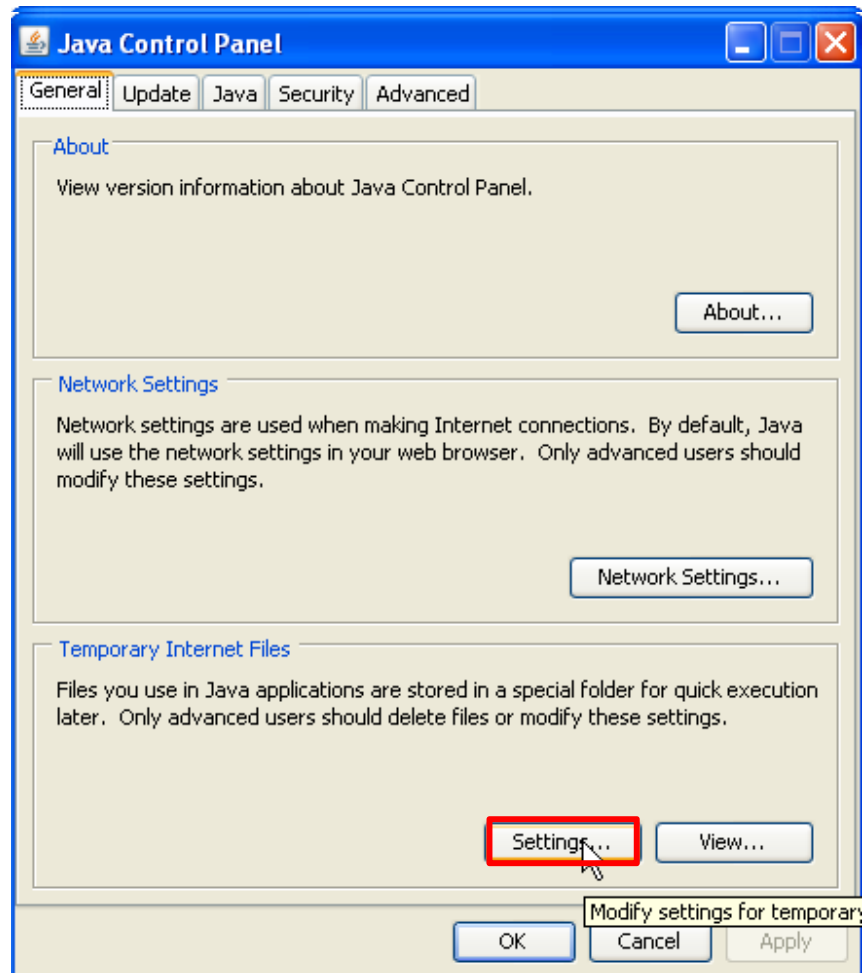 Java Control Panel
General Update Java Security Advanced
About
View version information about Java Control Panel.
About...
Network Settings
Network settings are used when making Internet connections. By default, Java
will use the network settings in your web browser. Only advanced users should
modify these settings.
Network Settings...
Temporary Internet Files
Files you use in Java applications are stored in a special folder for quick execution
later. Only advanced users should delete files or modify these settings.
Settings... View...
Modify settings for temporary
OK Cancel Apply